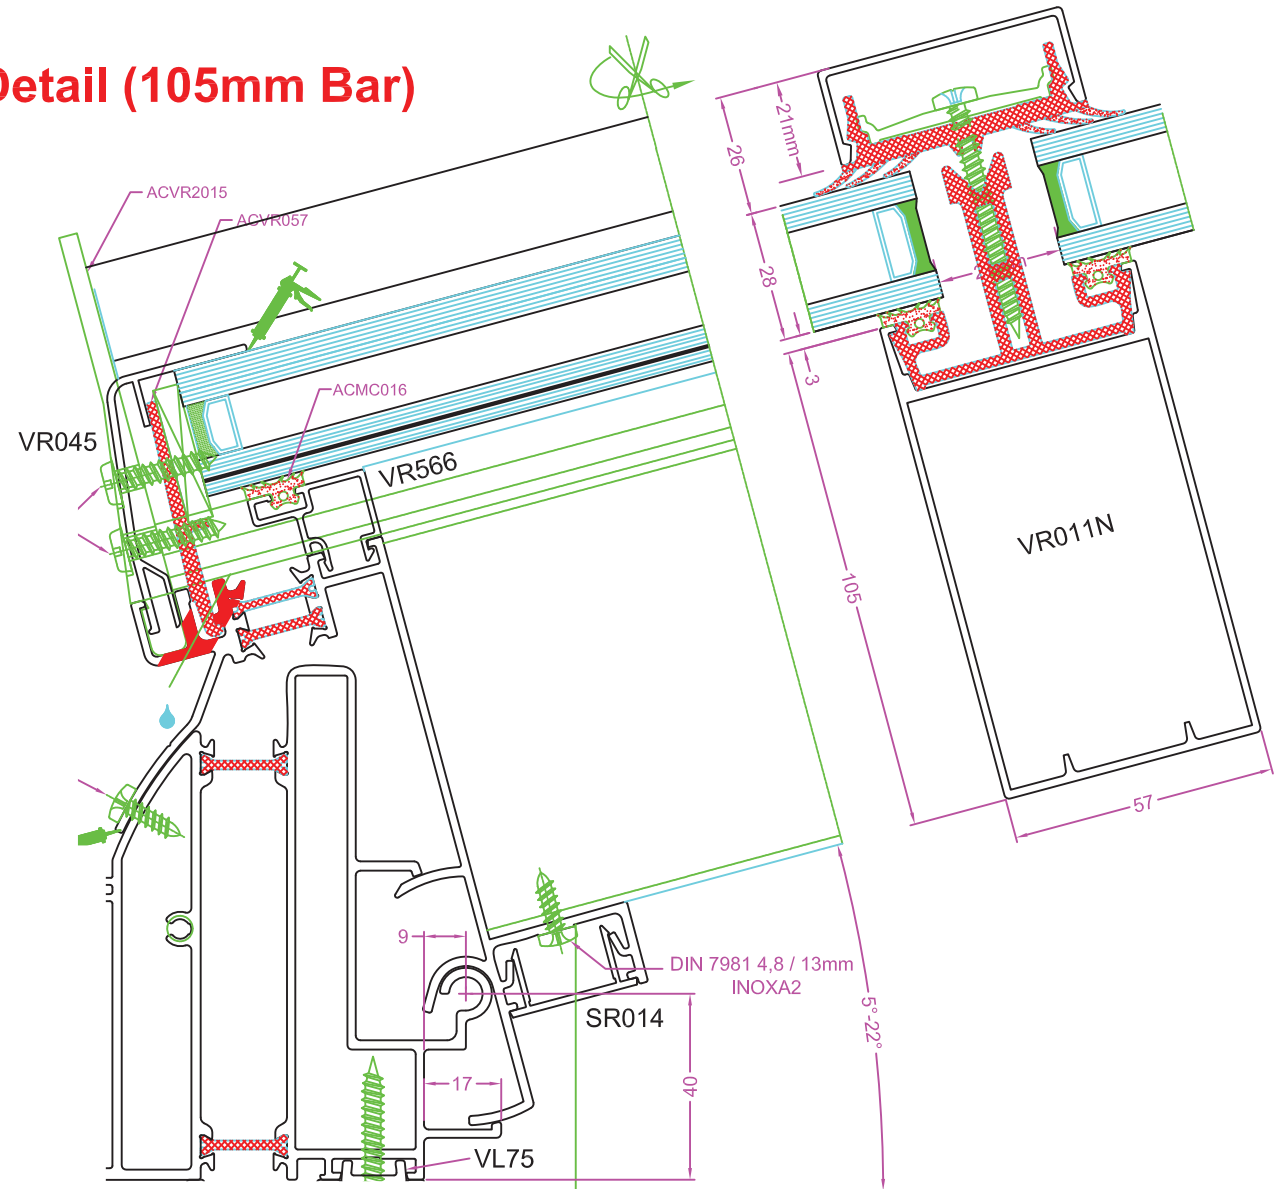 Detail (105mm Bar)
ACVR2015
ACVR057
21mm
26
28
3
ACMC016
VR045
VR566
VR011N
105
57
9
DIN 7981 4,8 / 13mm
INOXA2
SR014
5°-22°
17
40
VL75